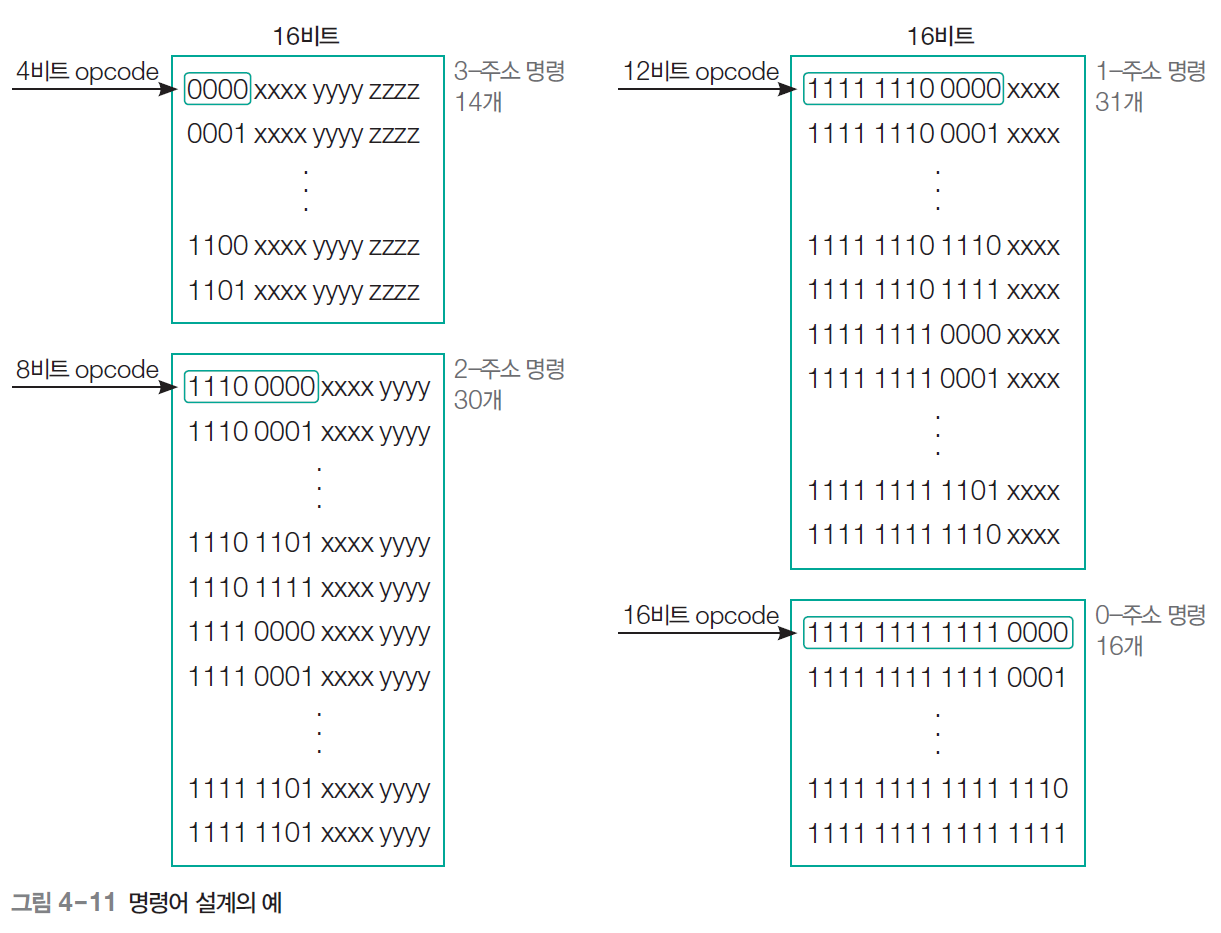 16비트
4비트 opcode
0000 xxxx yyyy zzzz
3-주소 명령
14개
0001 xxxx yyyy zzzz
1100 xxxx yyyy zzzz
1101 xxxx yyyy zzzz
8비트 opcode
1110 0000 xxxx yyyy
2-주소 명령
30개
1110 0001 xxxx yyyy
1110 1101 xxxx yyyy
1110 1111 xxxx yyyy
1111 0000 xxxx yyyy
1111 0001 xxxx yyyy
1111 1101 xxxx yyyy
1111 1101 xxxx yyyy
16비트
12비트 opcode
1111 1110 0000 xxxx
1-주소 명령
31개
1111 1110 0001 xxxx
1111 1110 1110 xxxx
1111 1110 1111 xxxx
1111 1111 0000 xxxx
1111 1111 0001 xxxx
1111 1111 1101 xxxx
1111 1111 1110 xxxx
16비트 opcode
1111 1111 1111 0000
0-주소 명령
16개
1111 1111 1111 0001
1111 1111 1111 1110
1111 1111 1111 1111
그림 4-11 명령어 설계의 예